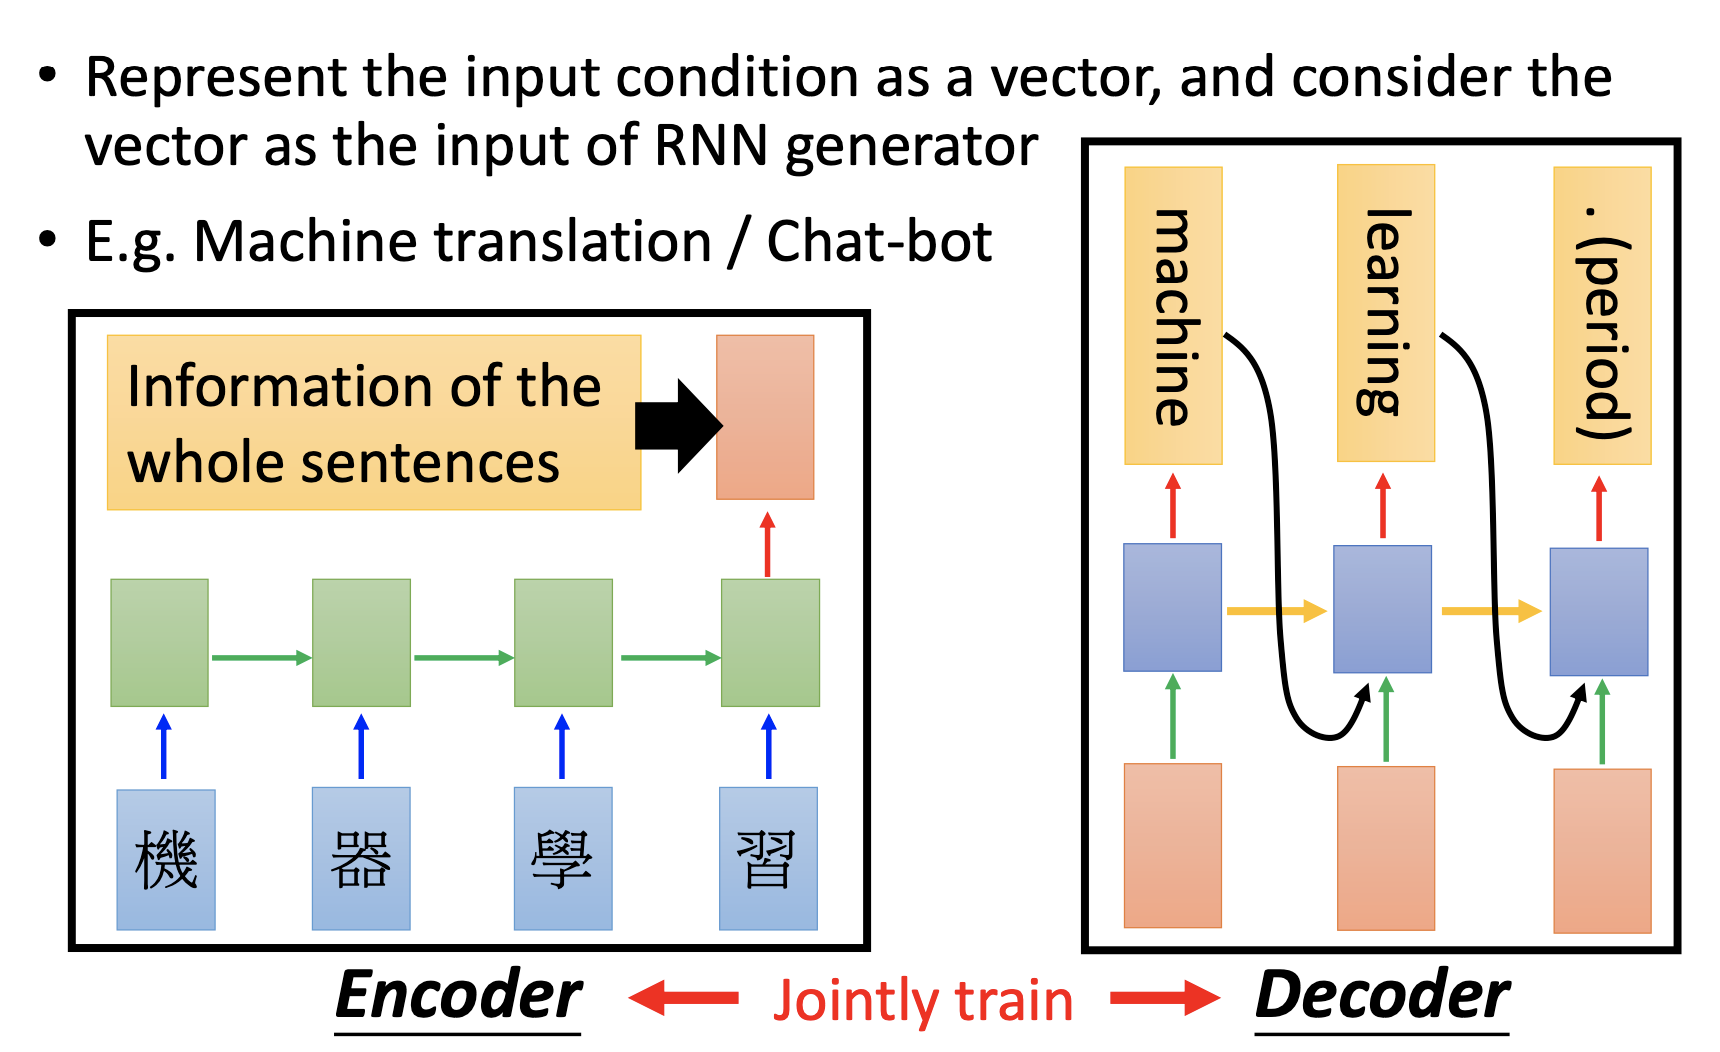 • Represent the input condition as a vector, and consider the
vector as the input of RNN generator
• E.g. Machine translation / Chat-bot
Information of the
whole sentences
機 器 學 習
machine
learning
. (period)
Encoder
Jointly train
Decoder